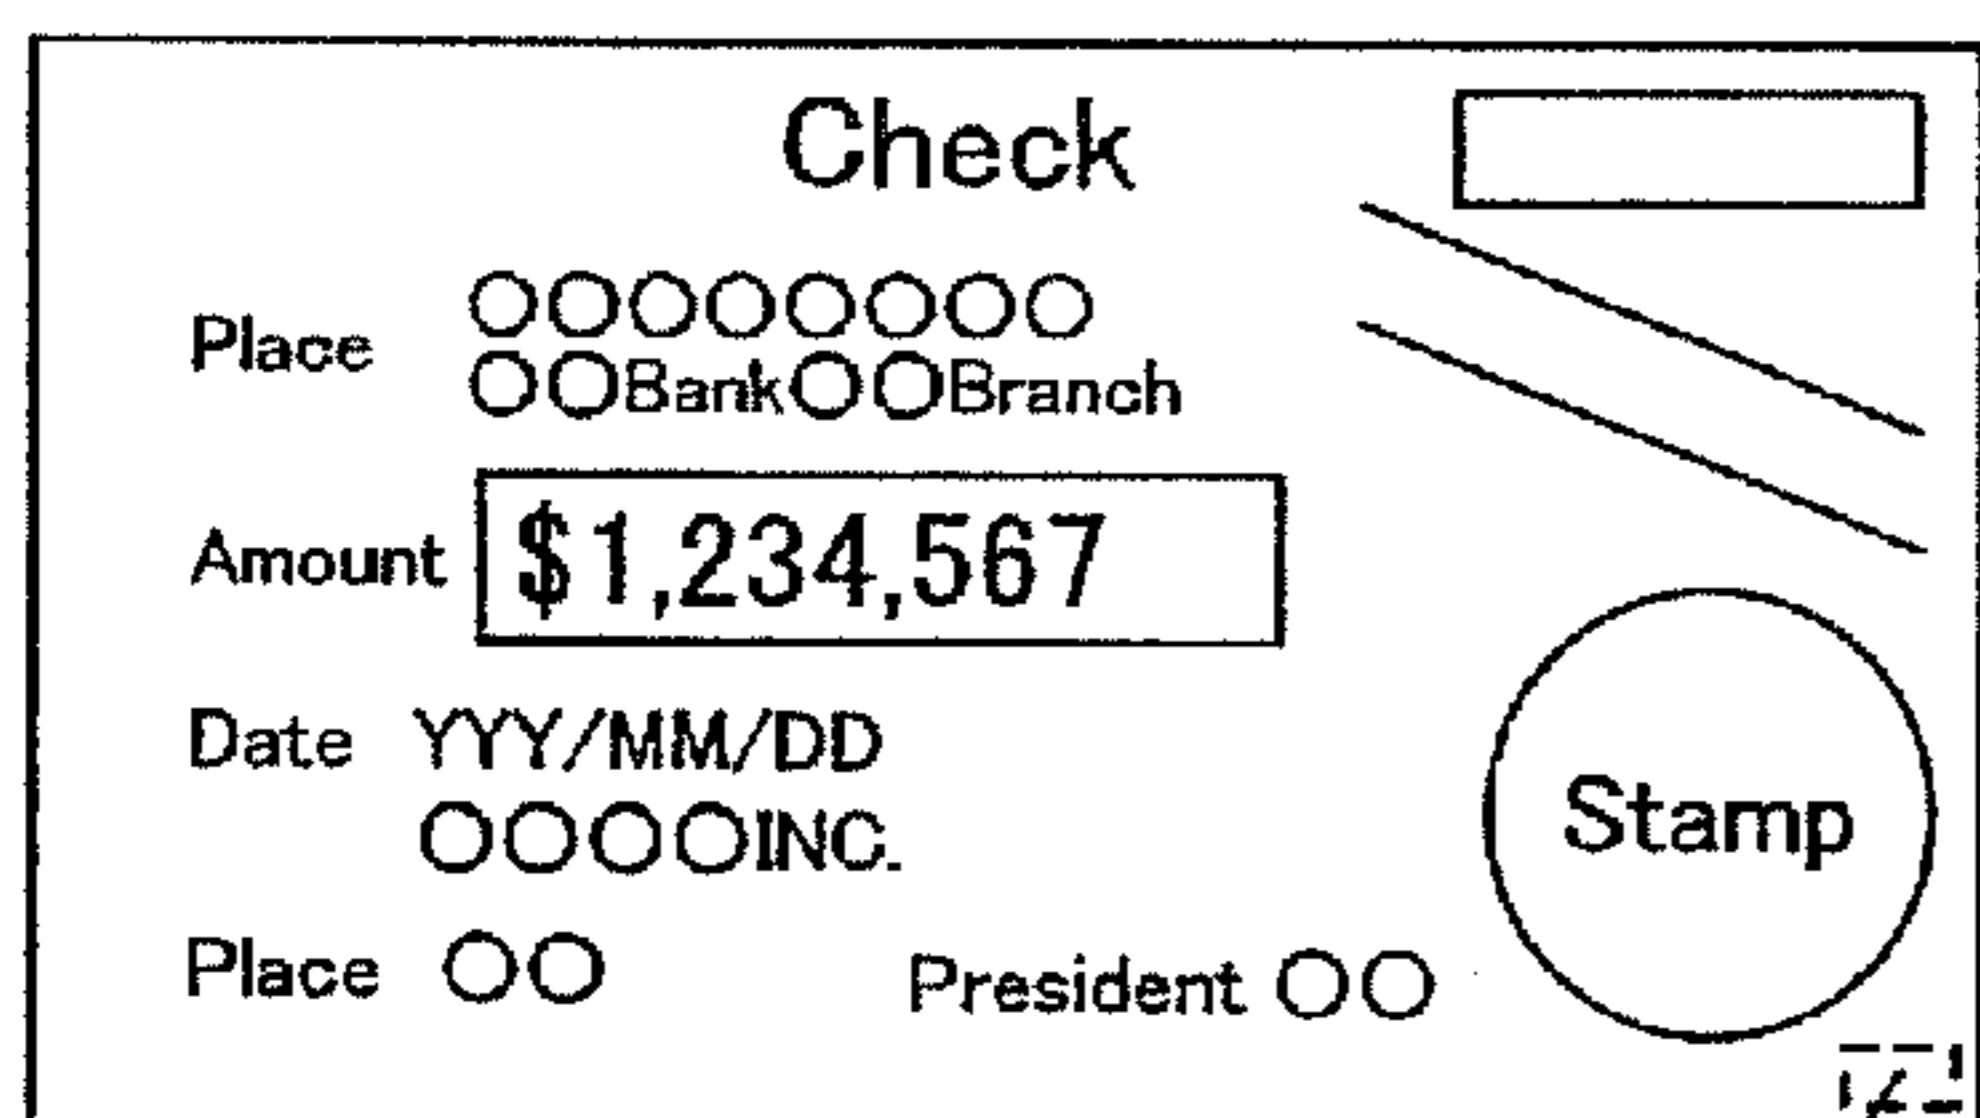 Check
Place ○○○○○○○○
○○Bank○○Branch
Amount $1,234,567
Date YYY/MM/DD
○○○○INC.
Stamp
Place ○○ President ○○